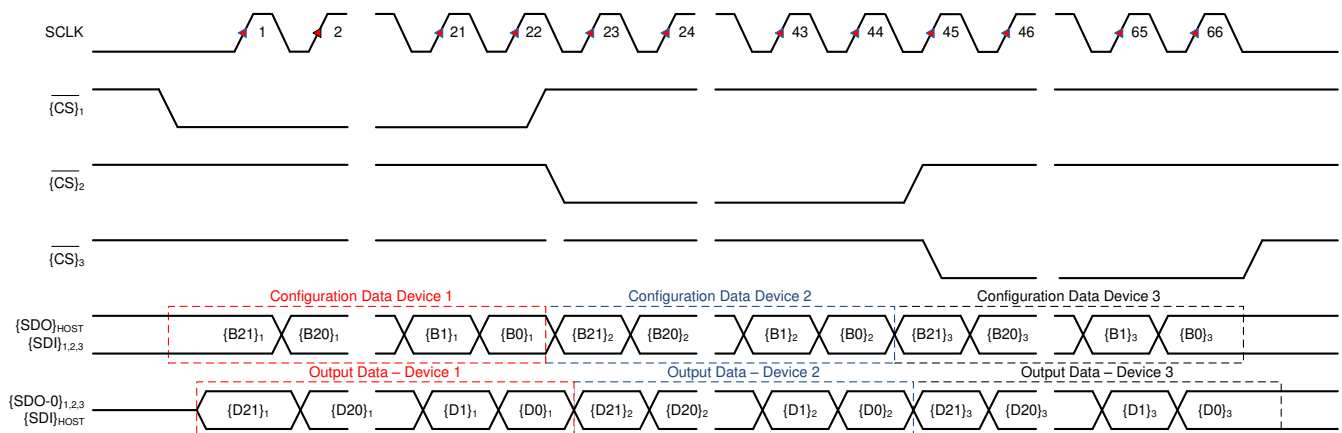 SCLK 1 2 21 22 23 24 43 44 45 46 65 66
{CS}1
{CS}2
{CS}3
Configuration Data Device 1 Configuration Data Device 2 Configuration Data Device 3
{SDO}HOST
{SDI}1,2,3
{B21}1 {B20}1 {B1}1 {B0}1 {B21}2 {B20}2 {B1}2 {B0}2 {B21}3 {B20}3 {B1}3 {B0}3
Output Data – Device 1 Output Data – Device 2 Output Data – Device 3
{SDO-0}1,2,3
{SDI}HOST
{D21}1 {D20}1 {D1}1 {D0}1 {D21}2 {D20}2 {D1}2 {D0}2 {D21}3 {D20}3 {D1}3 {D0}3